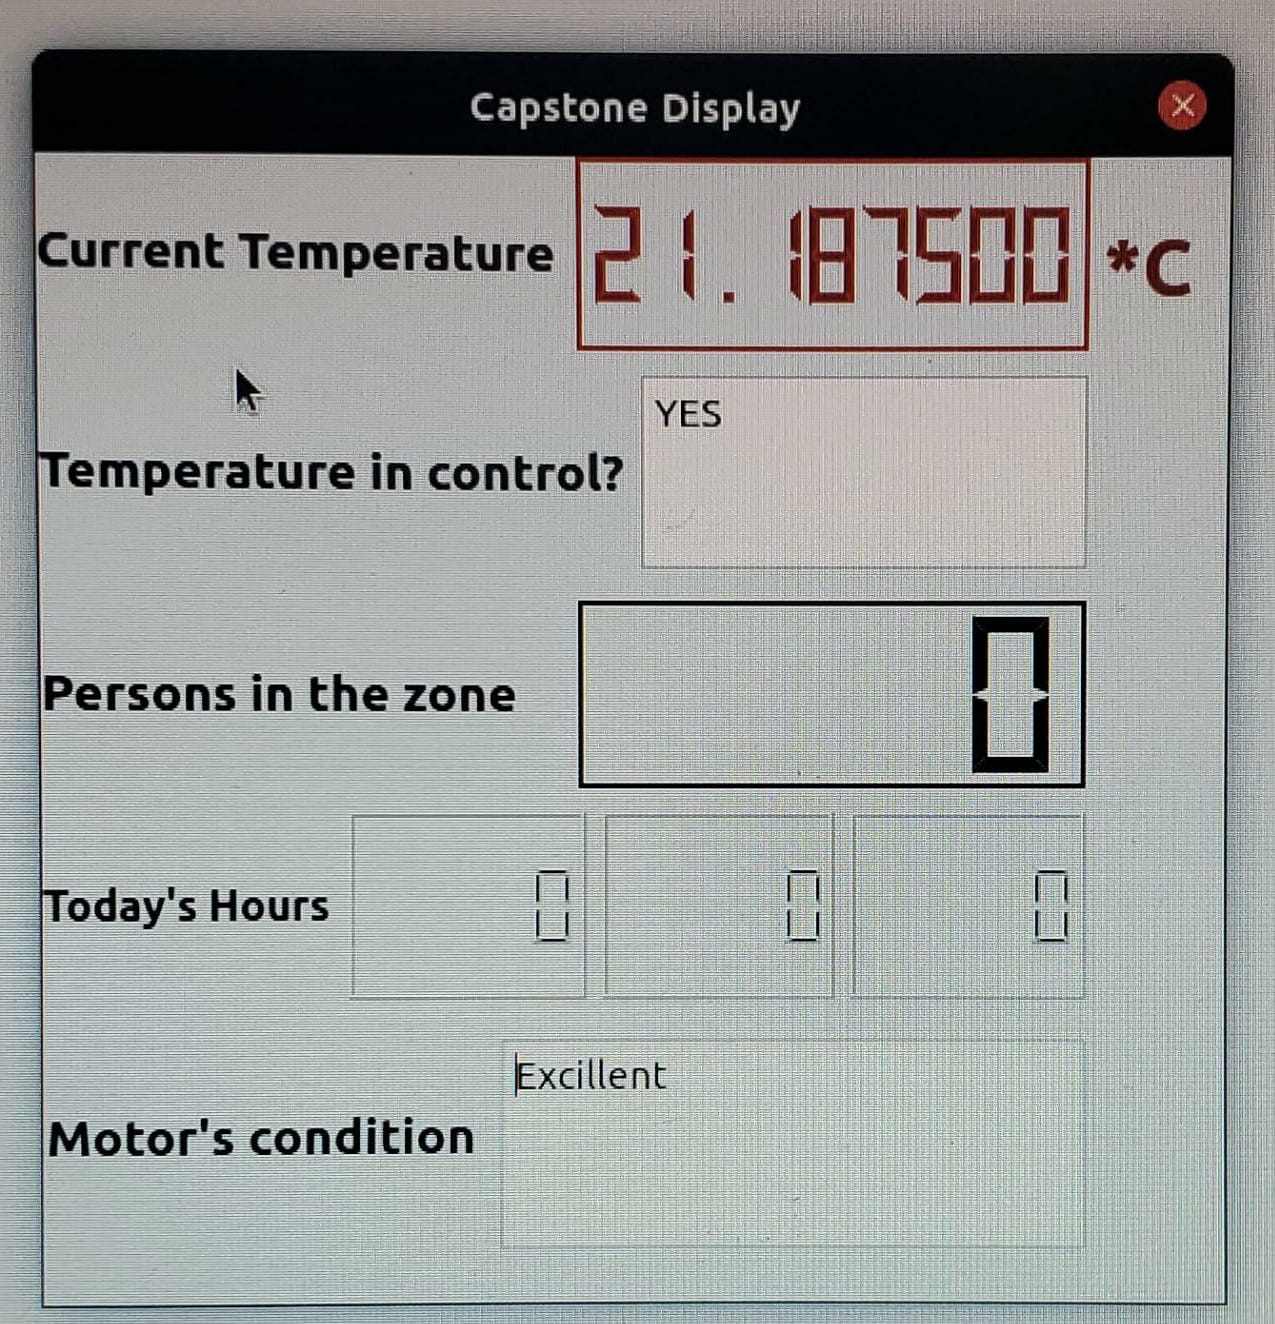 Capstone Display
Current Temperature 21.187500 *C
YES
Temperature in control?
Persons in the zone 0
Today's Hours 0 0 0
Excillent
Motor's condition